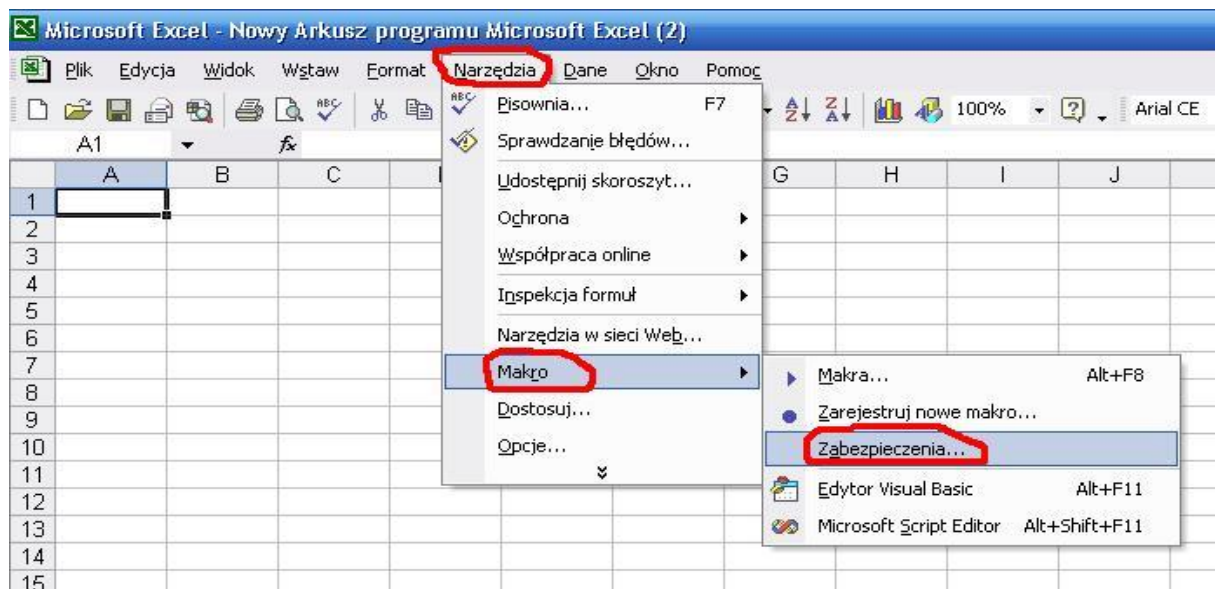 Microsoft Excel - Nowy Arkusz programu Microsoft Excel (2)
Plik Edycja Widok Wstaw Format Narzędzia Dane Okno Pomoc
100% Arial CE
A1 fx
A B C G H I J
Pisownia... F7
Sprawdzanie błędów...
Udostępnij skoroszyt...
Ochrona
Współpraca online
Inspekcja formuł
Narzędzia w sieci Web...
Makro
Dostosuj...
Opcje...
Makra... Alt+F8
Zarejestruj nowe makro...
Zabezpieczenia...
Edytor Visual Basic Alt+F11
Microsoft Script Editor Alt+Shift+F11
1
2
3
4
5
6
7
8
9
10
11
12
13
14
15